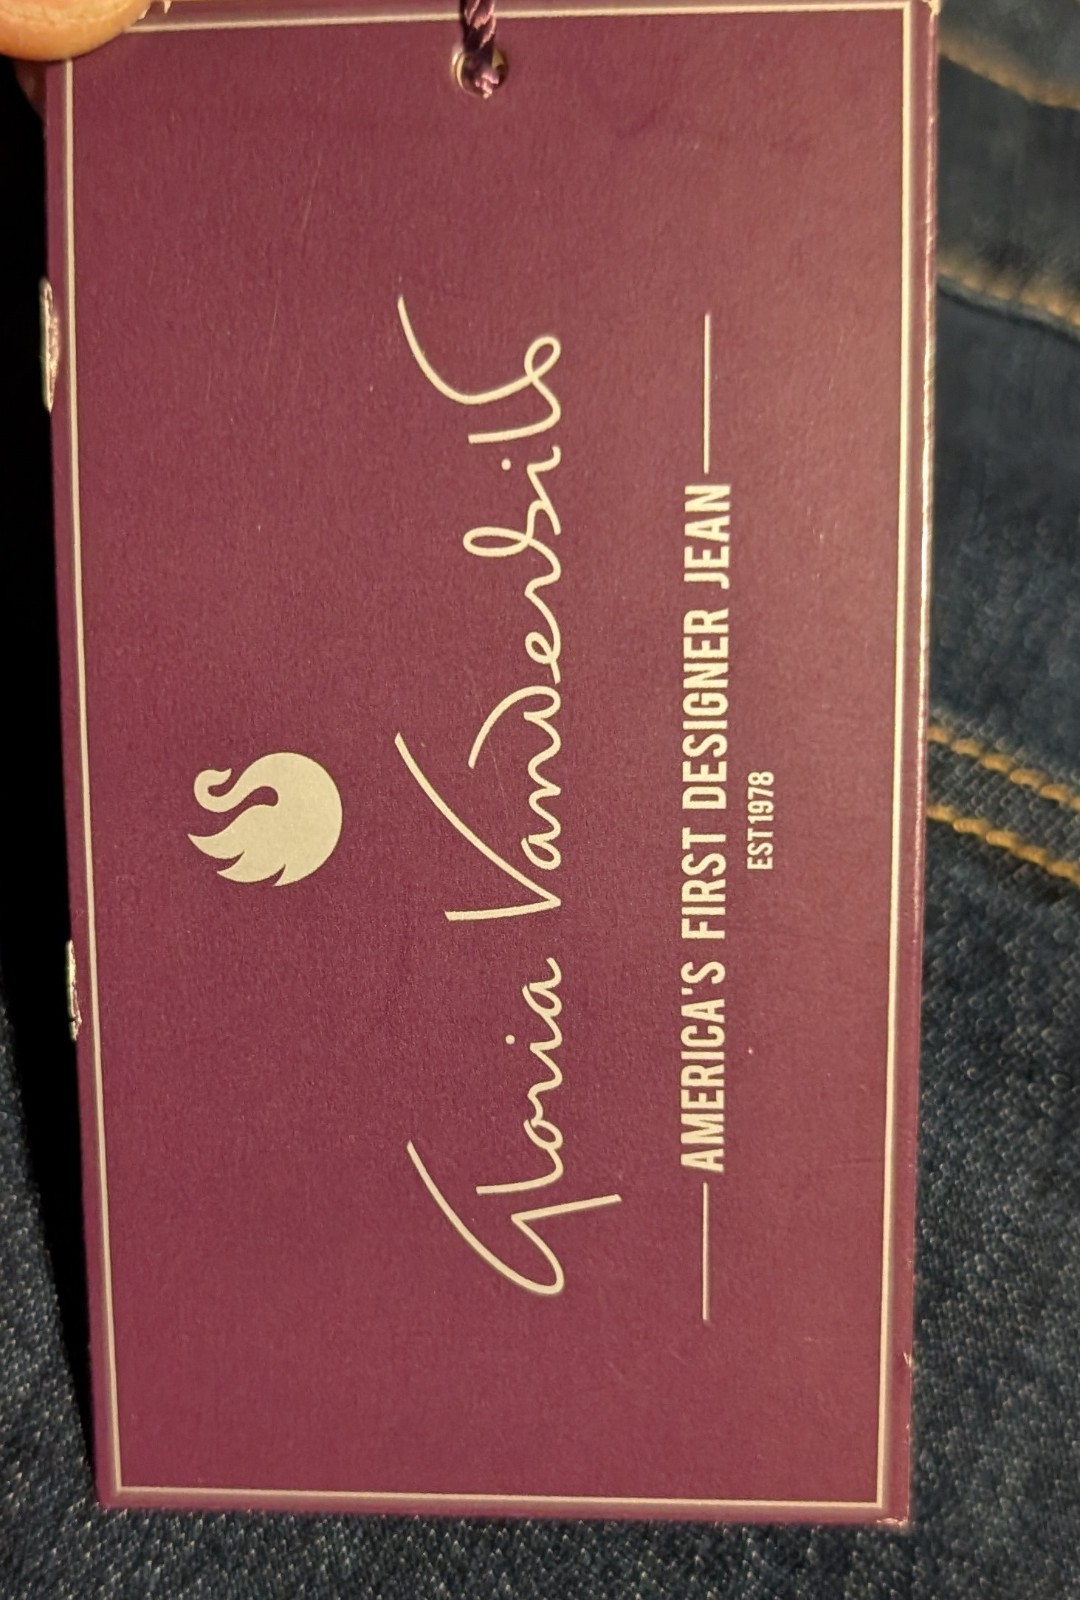 Gloria Vanderbilt
AMERICA'S FIRST DESIGNER JEAN
EST1978